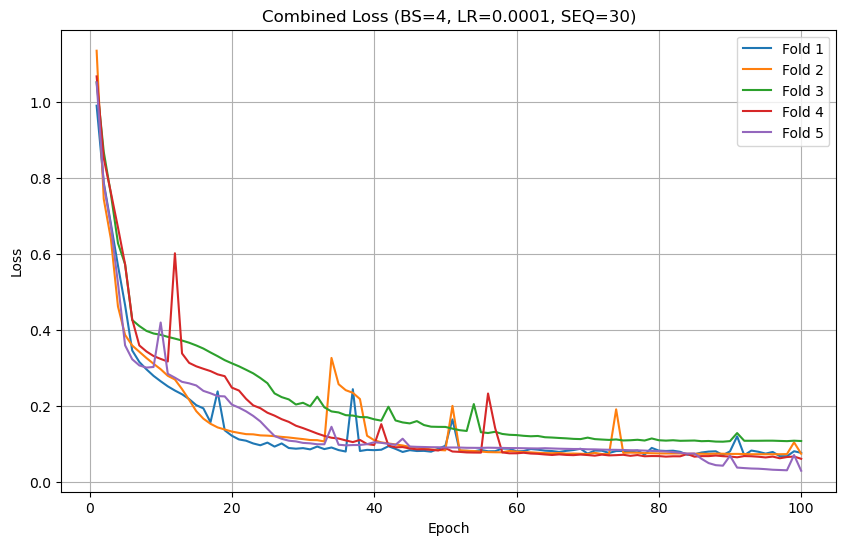 Combined Loss (BS=4, LR=0.0001, SEQ=30)
Fold 1
Fold 2
Fold 3
Fold 4
Fold 5
Loss
1.0
0.8
0.6
0.4
0.2
0.0
0 20 40 60 80 100
Epoch